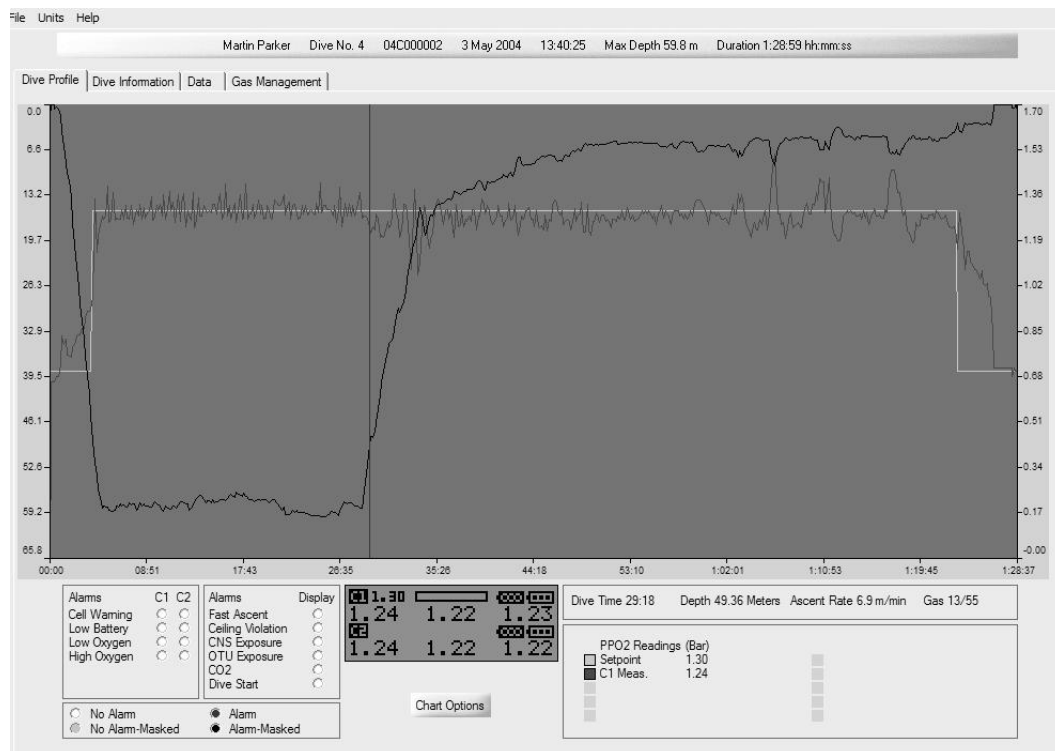 File Units Help
Martin Parker Dive No. 4 04C000002 3 May 2004 13:40:25 Max Depth 59.8 m Duration 1:28:59 hh:mm:ss
Dive Profile Dive Information Data Gas Management
0.0 1.70
6.6 1.53
13.2 1.36
19.7 1.19
26.3 1.02
32.9 0.85
39.5 0.68
46.1 0.51
52.6 0.34
59.2 0.17
65.8 -0.00
00:00 08:51 17:43 26:35 35:26 44:18 53:10 1:02:01 1:10:53 1:19:45 1:28:37
Alarms C1 C2
Cell Warning
Low Battery
Low Oxygen
High Oxygen
Alarms Display
Fast Ascent
Ceiling Violation
CNS Exposure
OTU Exposure
CO2
Dive Start
No Alarm Alarm
No Alarm-Masked Alarm-Masked
C1 1.30
1.24 1.22 1.23
C2
1.24 1.22 1.22
Chart Options
Dive Time 29:18 Depth 49.36 Meters Ascent Rate 6.9 m/min Gas 13/55
PPO2 Readings (Bar)
Setpoint 1.30
C1 Meas. 1.24